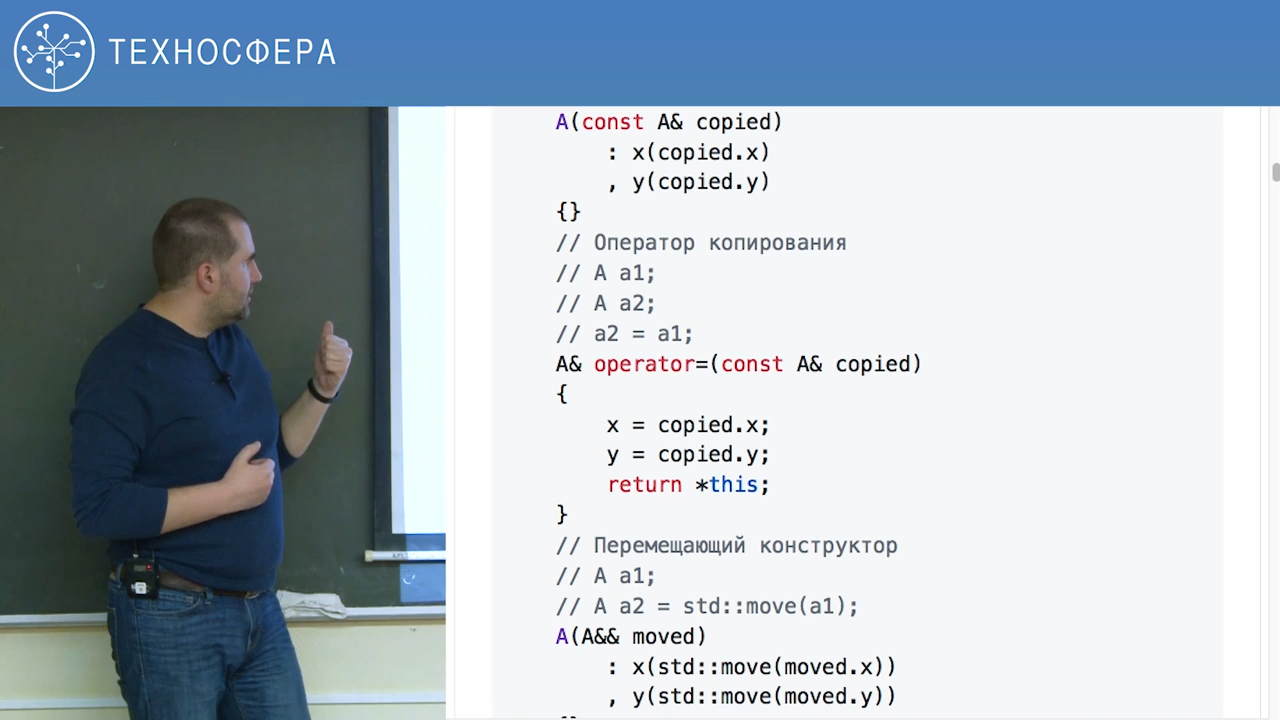 ТЕХНОСФЕРА
A(const A& copied)
    : x(copied.x)
    , y(copied.y)
{}
// Оператор копирования
// A a1;
// A a2;
// a2 = a1;
A& operator=(const A& copied)
{
    x = copied.x;
    y = copied.y;
    return *this;
}
// Перемещающий конструктор
// A a1;
// A a2 = std::move(a1);
A(A&& moved)
    : x(std::move(moved.x))
    , y(std::move(moved.y))